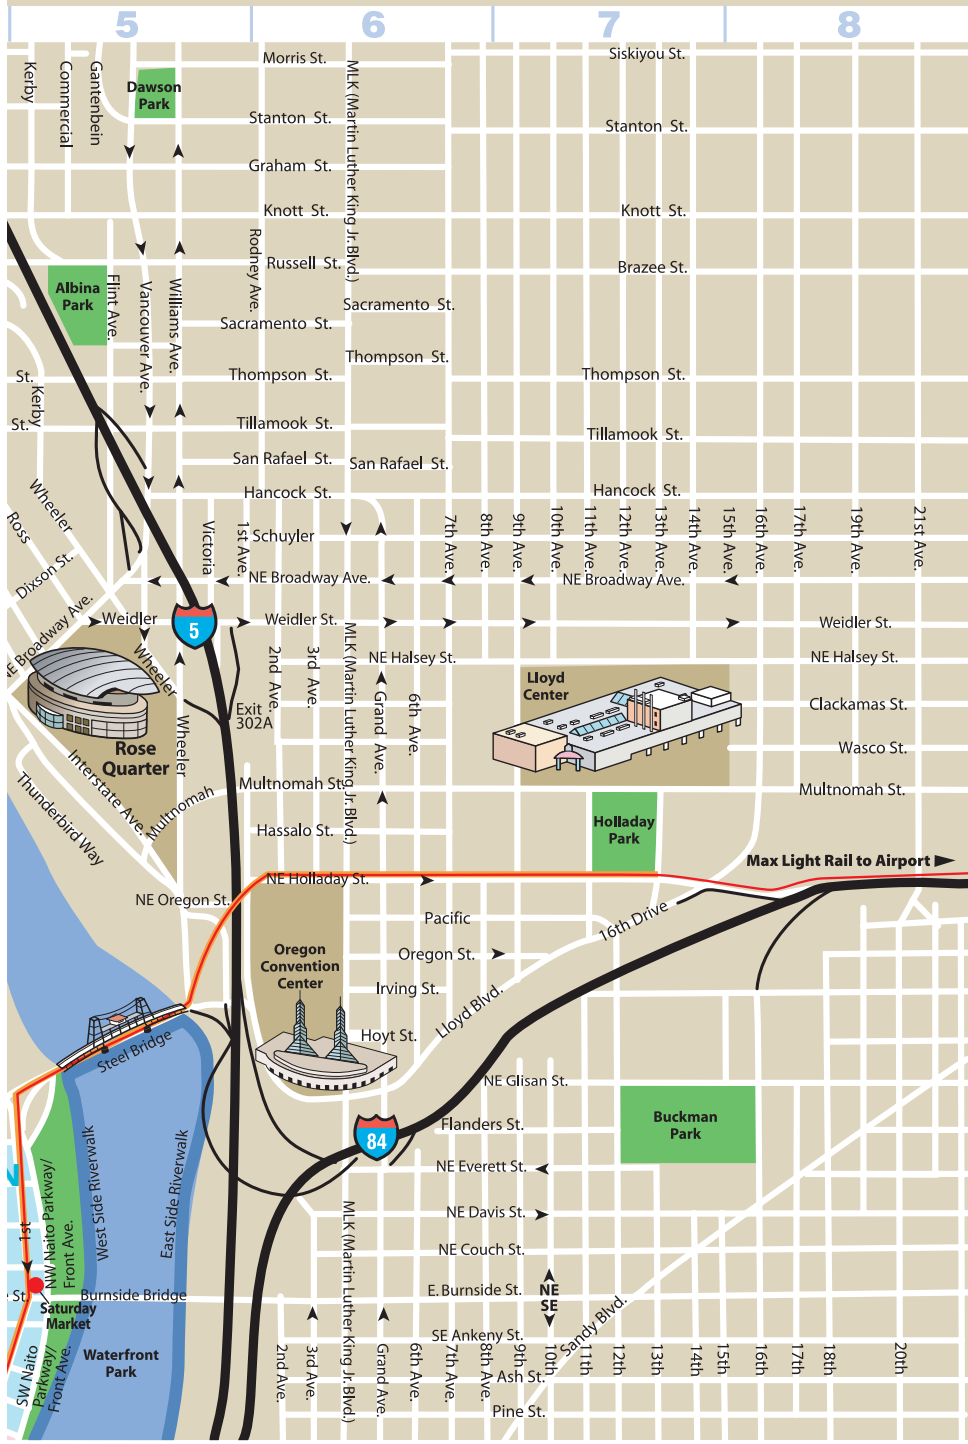 5
6
7
8
Kerby
Commercial
Gantenbein
Dawson
Park
Morris St.
MLK (Martin Luther King Jr. Blvd.)
Siskiyou St.
Stanton St.
Stanton St.
Graham St.
Knott St.
Knott St.
Rodney Ave.
Russell St.
Brazee St.
Albina
Park
Flint Ave.
Vancouver Ave.
Williams Ave.
Sacramento St.
Sacramento St.
Thompson St.
St.
Kerby
Thompson St.
Thompson St.
St.
Tillamook St.
Tillamook St.
San Rafael St.
San Rafael St.
Hancock St.
Hancock St.
Wheeler
Ross
Dixson St.
Victoria
1st Ave.
Schuyler
7th Ave.
8th Ave.
9th Ave.
10th Ave.
11th Ave.
12th Ave.
13th Ave.
14th Ave.
15th Ave.
16th Ave.
17th Ave.
19th Ave.
21st Ave.
NE Broadway Ave.
NE Broadway Ave.
NE Broadway Ave.
Weidler
5
Weidler St.
Weidler St.
Wheeler
2nd Ave.
3rd Ave.
MLK (Martin Luther King Jr. Blvd.)
NE Halsey St.
NE Halsey St.
Grand Ave.
6th Ave.
Lloyd
Center
Exit
302A
Clackamas St.
Rose
Quarter
Wheeler
Wasco St.
Interstate Ave.
Thunderbird Way
Multnomah
Multnomah St.
Multnomah St.
Hassalo St.
Holladay
Park
Max Light Rail to Airport
NE Holladay St.
NE Oregon St.
Pacific
16th Drive
Oregon
Convention
Center
Oregon St.
Irving St.
Lloyd Blvd.
Hoyt St.
Steel Bridge
NE Glisan St.
Buckman
Park
Flanders St.
84
NE Everett St.
1st
NW Naito Parkway/
Front Ave.
West Side Riverwalk
East Side Riverwalk
MLK (Martin Luther King Jr. Blvd.)
NE Davis St.
NE Couch St.
E. Burnside St.
NE
SE
St.
Burnside Bridge
Saturday
Market
Sandy Blvd.
SE Ankeny St.
Waterfront
Park
SW Naito
Parkway/
Front Ave.
2nd Ave.
3rd Ave.
Grand Ave.
6th Ave.
7th Ave.
8th Ave.
9th Ave.
10th
11th
12th
13th
14th
15th
16th
17th
18th
20th
Ash St.
Pine St.